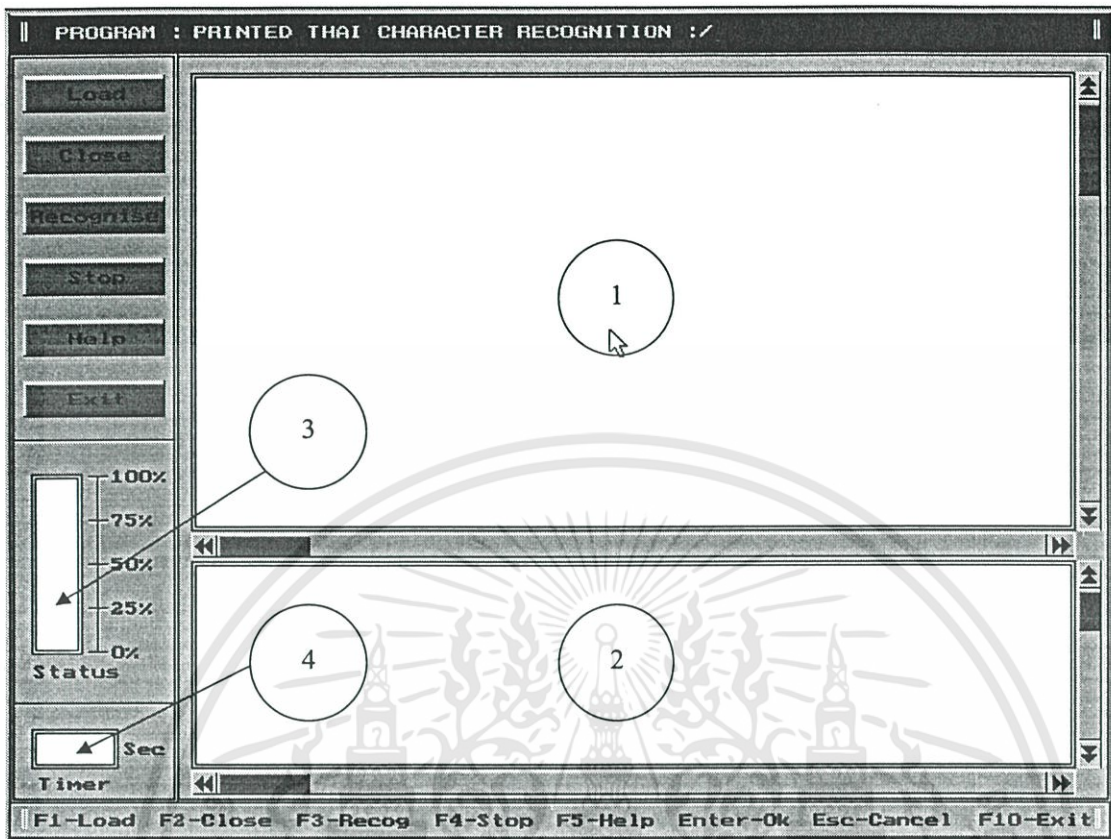 PROGRAM : PRINTED THAI CHARACTER RECOGNITION :/
Load
Close
Recognise
Stop
Help
Exit
1
3
100%
75%
50%
25%
0%
Status
4
2
Sec
Timer
F1-Load F2-Close F3-Recog F4-Stop F5-Help Enter-Ok Esc-Cancel F10-Exit